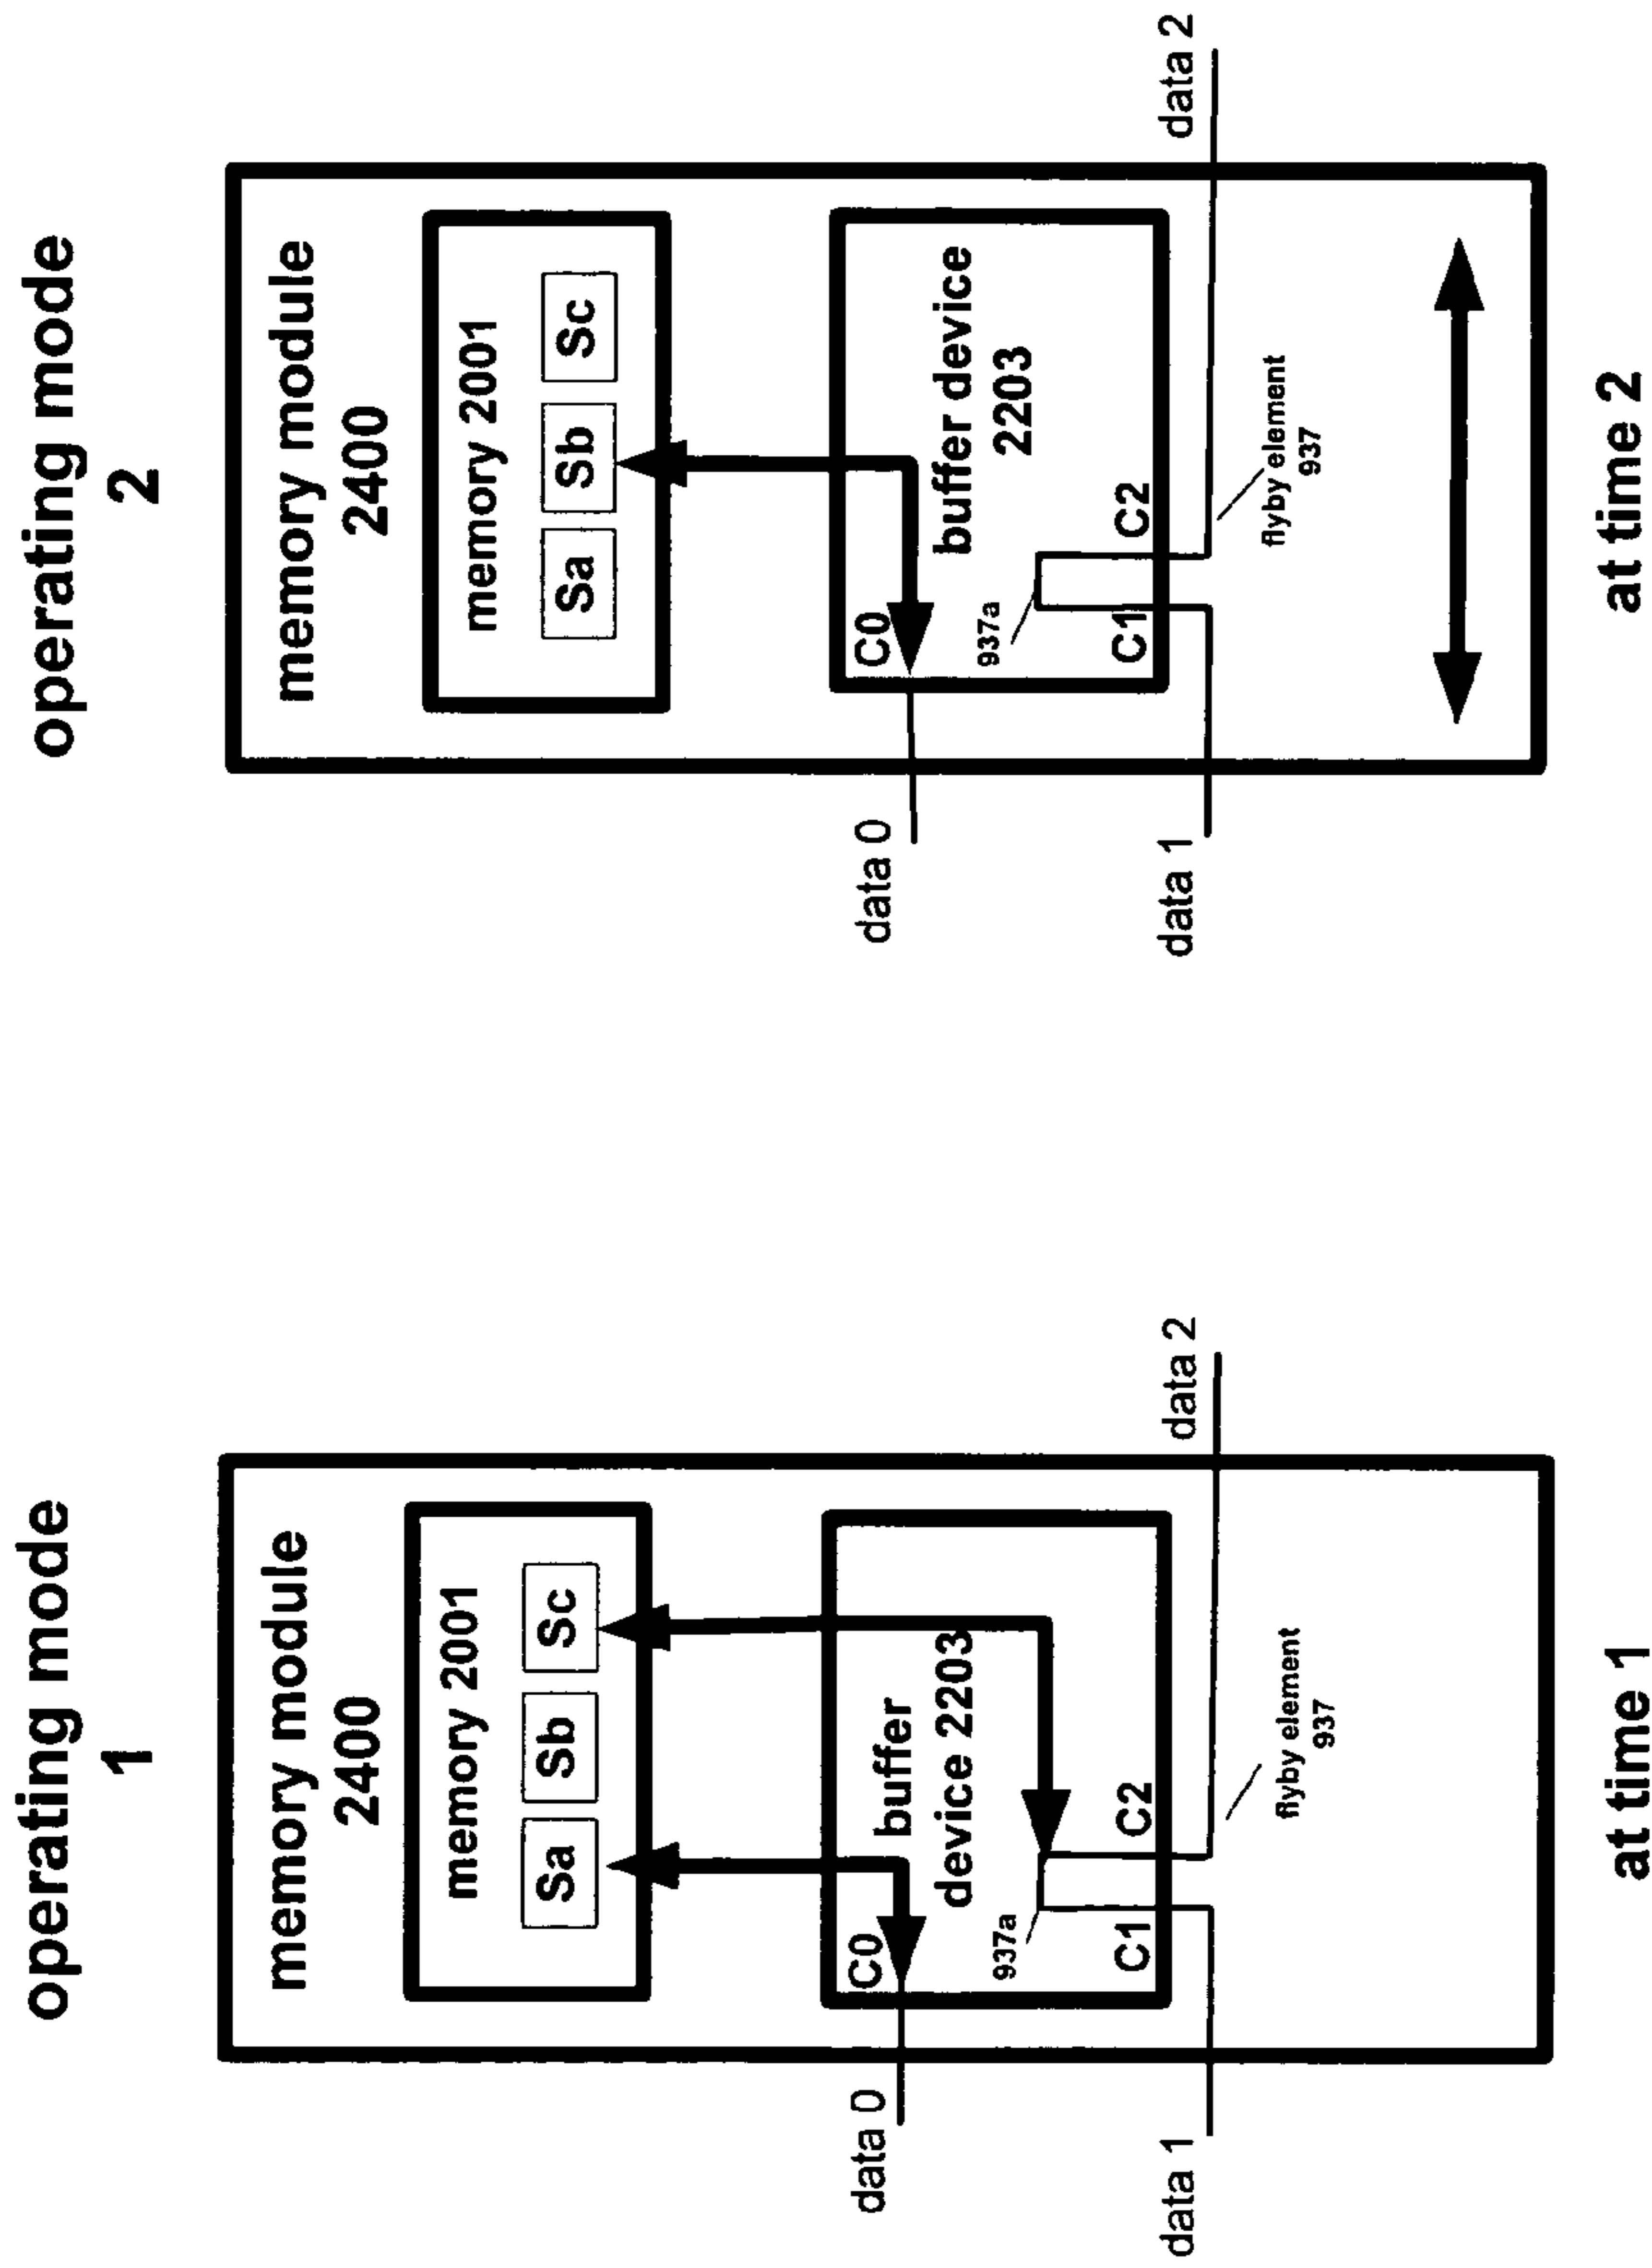 operating mode
1
memory module
2400
memory 2001
Sa Sb Sc
buffer
device 2203
C0
937a
C1 C2
data 0
data 1
data 2
flyby element
937
at time 1
operating mode
2
memory module
2400
memory 2001
Sa Sb Sc
C0
buffer device
2203
937a
C1 C2
data 0
data 1
data 2
flyby element
937
at time 2